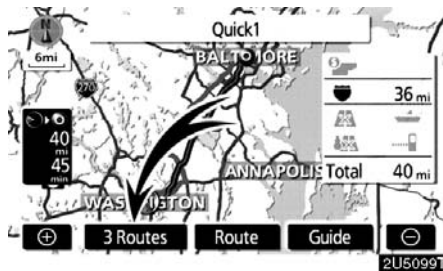 Quick1
N
6mi
BALTIMORE
270
36 mi
40
mi
45
min
ANNAPOLIS
Total 40 mi
WASHINGTON
3 Routes
Route
Guide
2U5099T